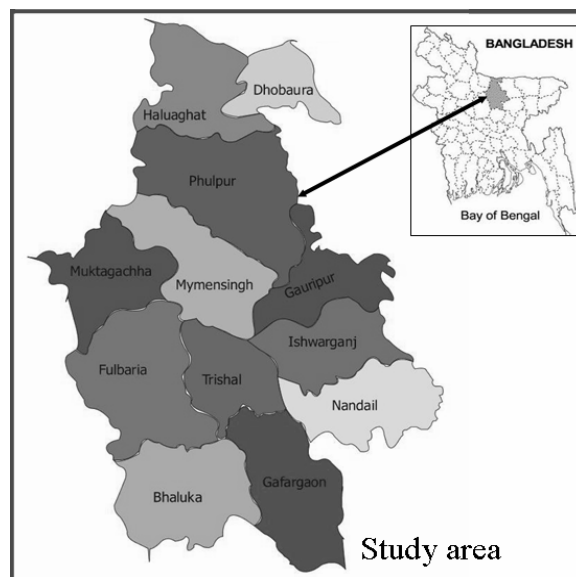 BANGLADESH
Bay of Bengal
Dhobaura
Haluaghat
Phulpur
Muktagachha
Mymensingh
Gauripur
Ishwarganj
Fulbaria
Trishal
Nandail
Bhaluka
Gafargaon
Study area